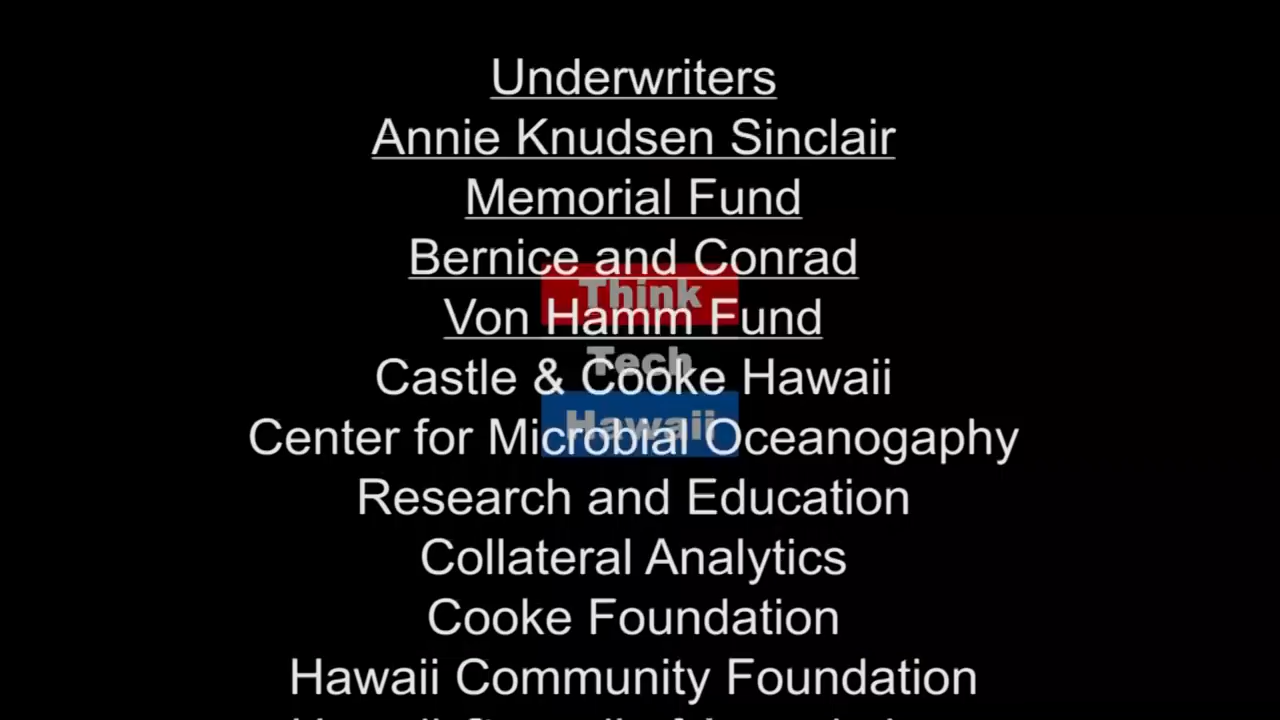 Underwriters
Annie Knudsen Sinclair
Memorial Fund
Bernice and Conrad
Think
Von Hamm Fund
Tech
Castle & Cooke Hawaii
Hawaii
Center for Microbial Oceanogaphy
Research and Education
Collateral Analytics
Cooke Foundation
Hawaii Community Foundation